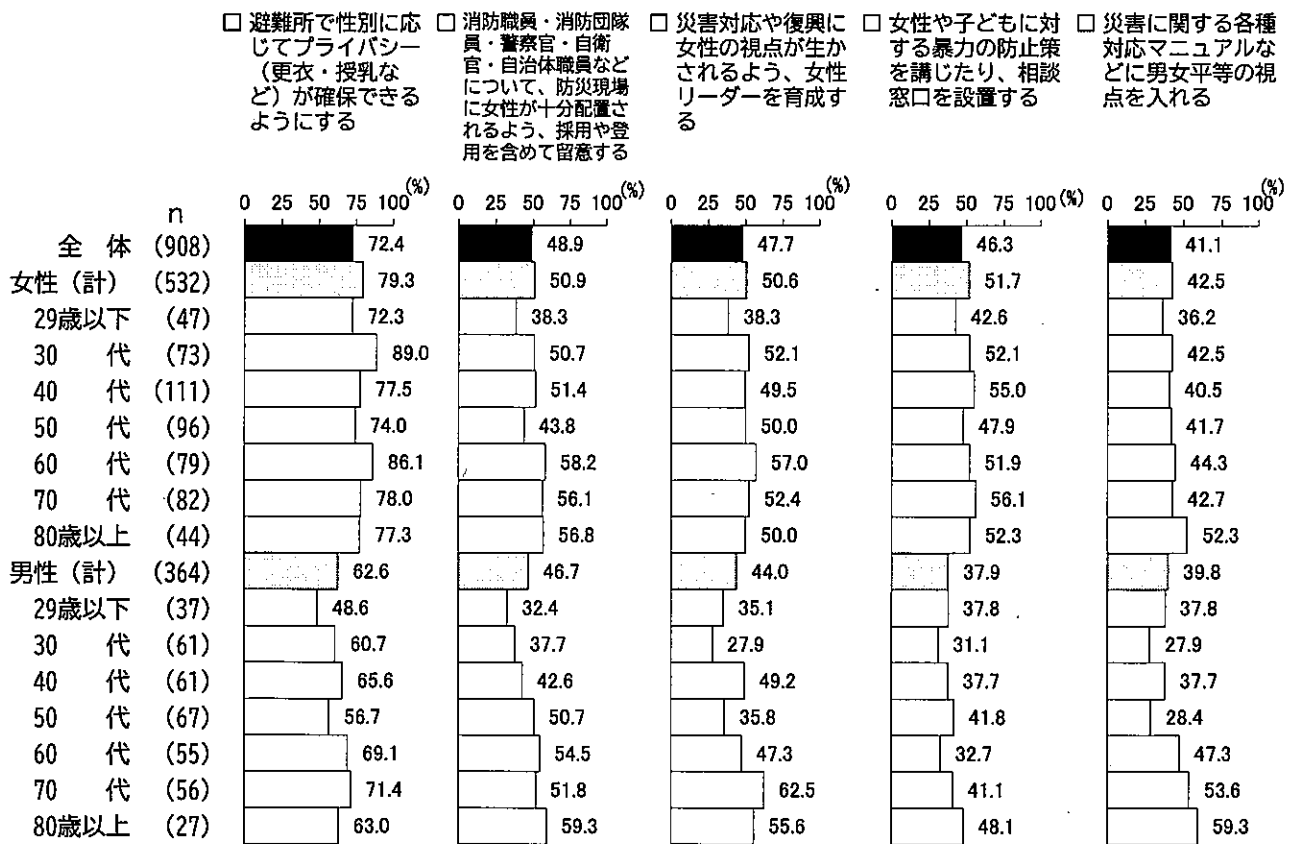 □ 避難所で性別に応
じてプライバシー
（更衣・授乳な
ど）が確保できる
ようにする
□ 消防職員・消防団隊
員・警察官・自衛
官・自治体職員など
について、防災現場
に女性が十分配置さ
れるよう、採用や登
用を含めて留意する
□ 災害対応や復興に
女性の視点が生か
されるよう、女性
リーダーを育成す
る
□ 女性や子どもに対
する暴力の防止策
を講じたり、相談
窓口を設置する
□ 災害に関する各種
対応マニュアルな
どに男女平等の視
点を入れる
n
0 25 50 75 100 (%) 0 25 50 75 100 (%) 0 25 50 75 100 (%) 0 25 50 75 100 (%) 0 25 50 75 100 (%)
全 体 (908) 72.4 48.9 47.7 46.3 41.1
女性（計） (532) 79.3 50.9 50.6 51.7 42.5
29歳以下 (47) 72.3 38.3 38.3 42.6 36.2
30 代 (73) 89.0 50.7 52.1 52.1 42.5
40 代 (111) 77.5 51.4 49.5 55.0 40.5
50 代 (96) 74.0 43.8 50.0 47.9 41.7
60 代 (79) 86.1 58.2 57.0 51.9 44.3
70 代 (82) 78.0 56.1 52.4 56.1 42.7
80歳以上 (44) 77.3 56.8 50.0 52.3 52.3
男性（計） (364) 62.6 46.7 44.0 37.9 39.8
29歳以下 (37) 48.6 32.4 35.1 37.8 37.8
30 代 (61) 60.7 37.7 27.9 31.1 27.9
40 代 (61) 65.6 42.6 49.2 37.7 37.7
50 代 (67) 56.7 50.7 35.8 41.8 28.4
60 代 (55) 69.1 54.5 47.3 32.7 47.3
70 代 (56) 71.4 51.8 62.5 41.1 53.6
80歳以上 (27) 63.0 59.3 55.6 48.1 59.3